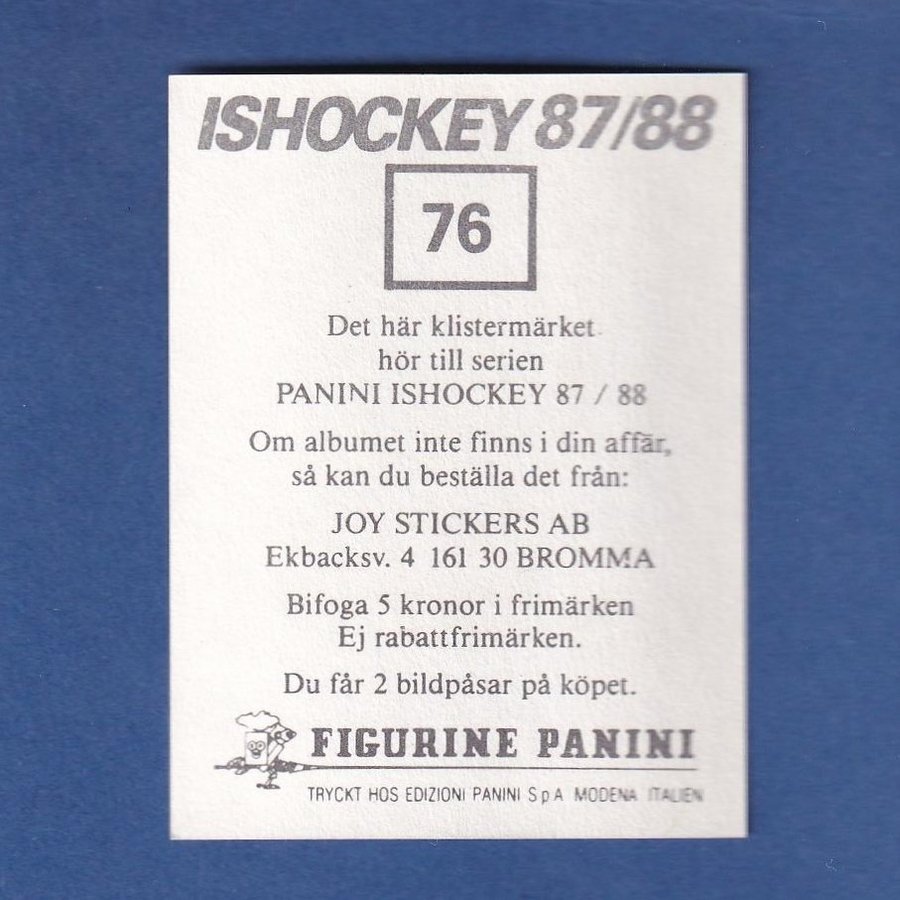 ISHOCKEY 87/88
76
Det här klistermärket
hör till serien
PANINI ISHOCKEY 87 / 88
Om albumet inte finns i din affär,
så kan du beställa det från:
JOY STICKERS AB
Ekbacksv. 4 161 30 BROMMA
Bifoga 5 kronor i frimärken
Ej rabattfrimärken.
Du får 2 bildpåsar på köpet.
FIGURINE PANINI
TRYCKT HOS EDIZIONI PANINI S p A MODENA ITALIEN